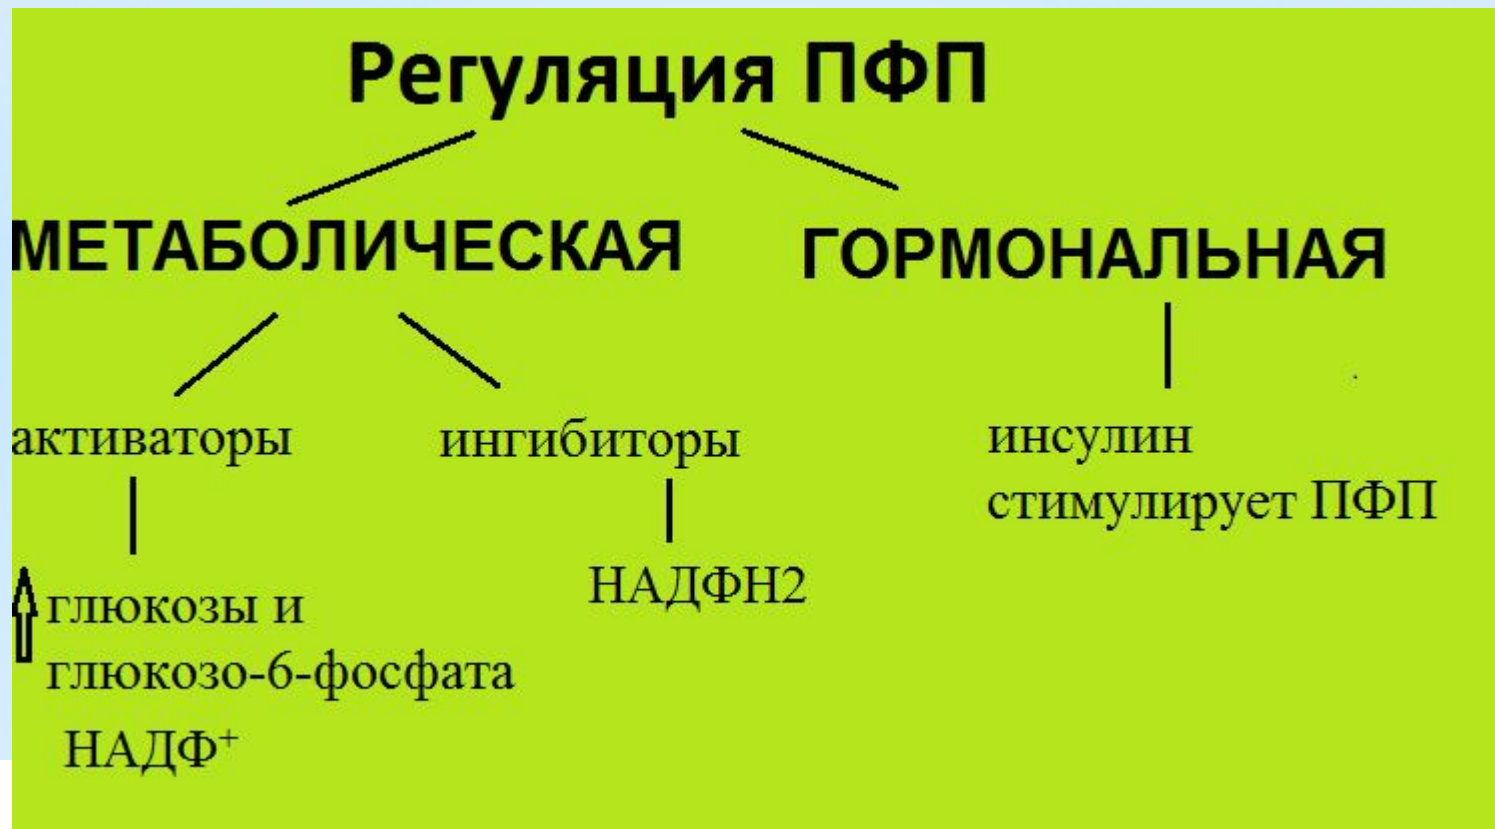 Регуляция ПФП
МЕТАБОЛИЧЕСКАЯ
ГОРМОНАЛЬНАЯ
активаторы
ингибиторы
инсулин
стимулирует ПФП
глюкозы и
глюкозо-6-фосфата
НАДФ⁺
НАДФН2